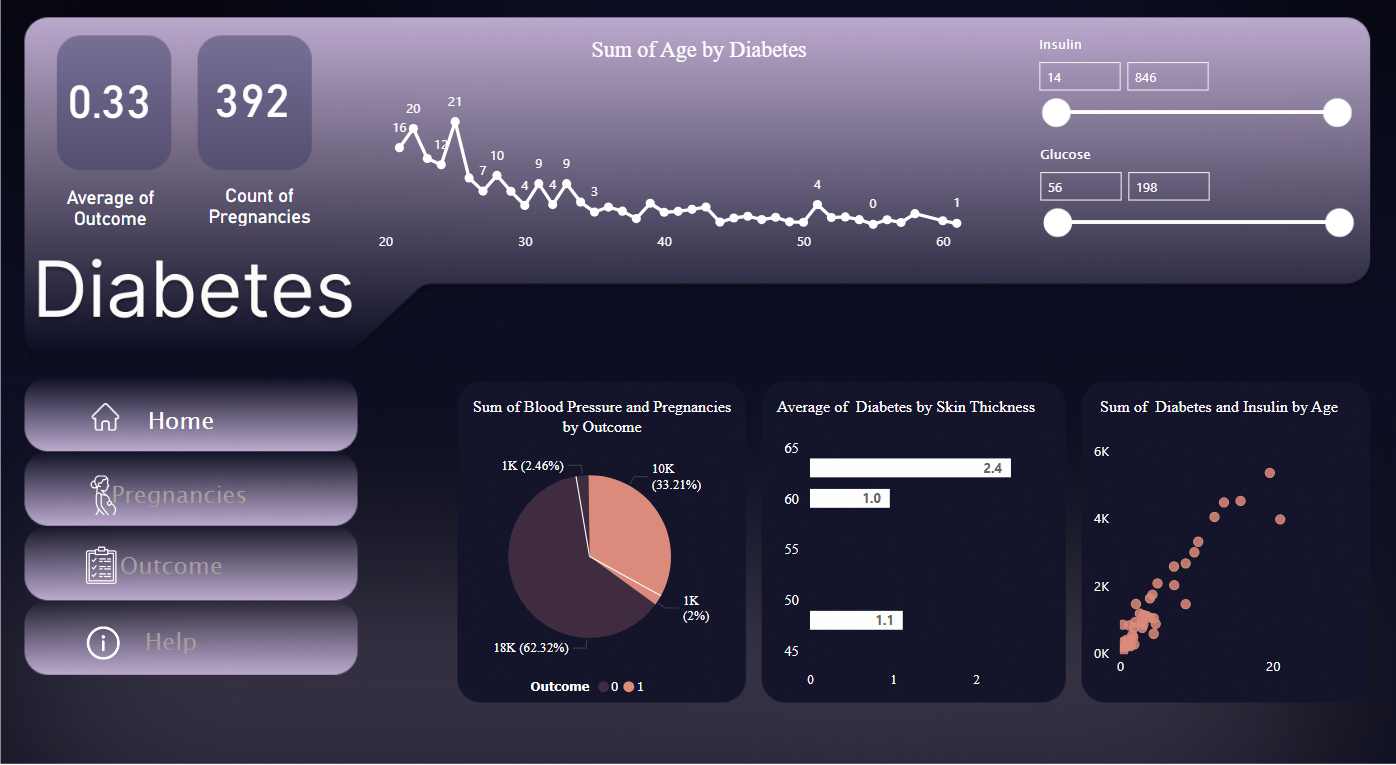 0.33
Average of
Outcome
392
Count of
Pregnancies
Diabetes
Sum of Age by Diabetes
16
20
12
21
7
10
4
9
4
9
3
4
0
1
20
30
40
50
60
Insulin
14
846
Glucose
56
198
Home
Pregnancies
Outcome
Help
Sum of Blood Pressure and Pregnancies
by Outcome
1K (2.46%)
10K
(33.21%)
1K
(2%)
18K (62.32%)
Outcome 0 1
Average of  Diabetes by Skin Thickness
65
2.4
60
1.0
55
50
1.1
45
0
1
2
Sum of  Diabetes and Insulin by Age
6K
4K
2K
0K
0
20